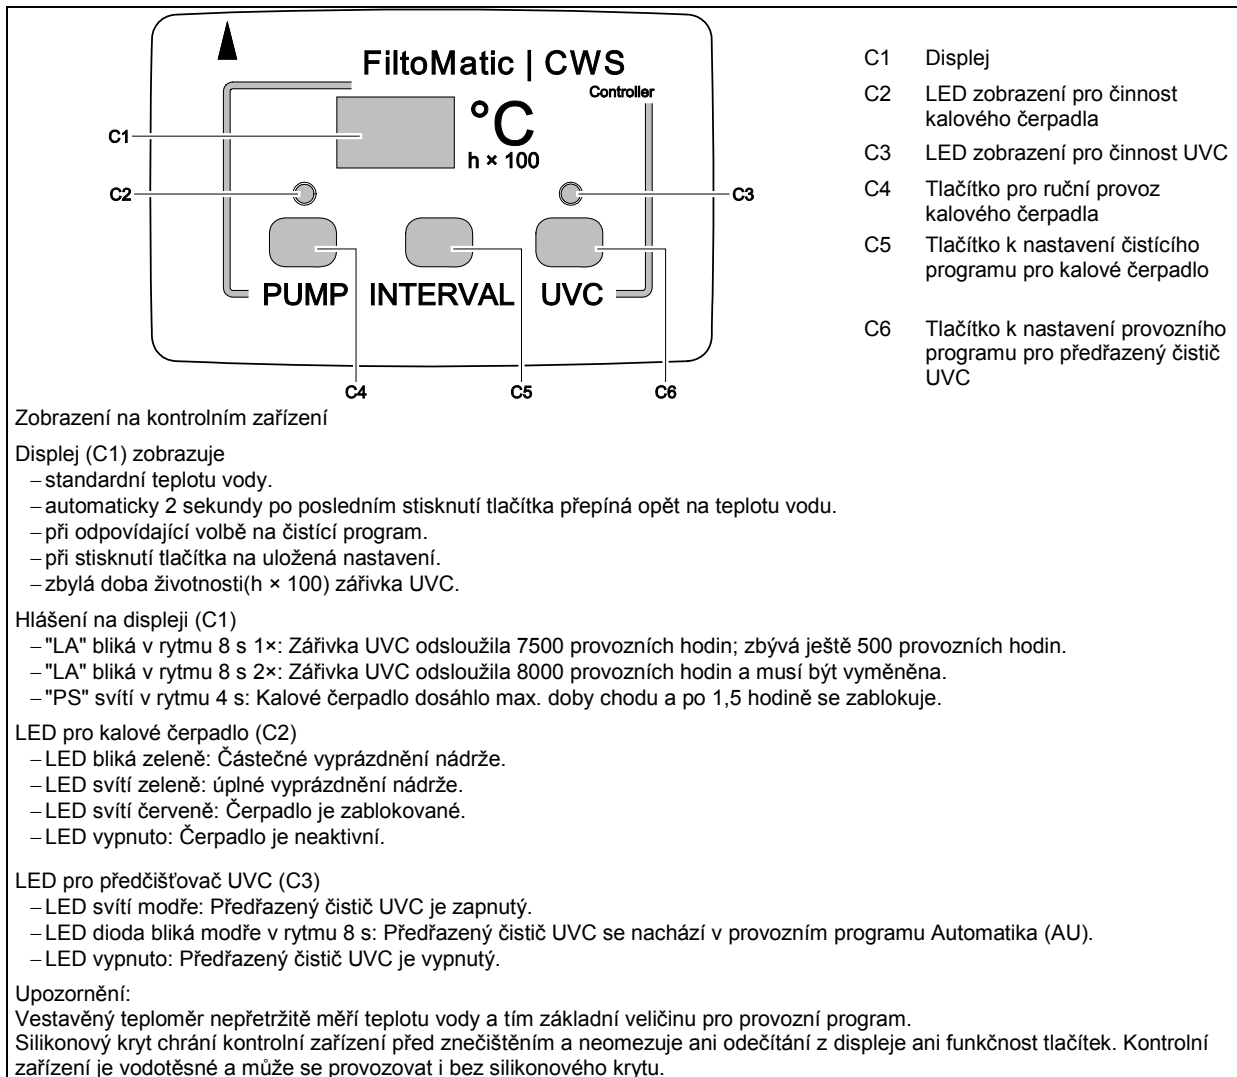 FiltoMatic | CWS
Controller
°C
h × 100
C1
C2
C3
PUMP INTERVAL UVC
C4
C5
C6
C1 Displej
C2 LED zobrazení pro činnost
kalového čerpadla
C3 LED zobrazení pro činnost UVC
C4 Tlačítko pro ruční provoz
kalového čerpadla
C5 Tlačítko k nastavení čistícího
programu pro kalové čerpadlo
C6 Tlačítko k nastavení provozního
programu pro předřazený čistič
UVC
Zobrazení na kontrolním zařízení
Displej (C1) zobrazuje
– standardní teplotu vody.
– automaticky 2 sekundy po posledním stisknutí tlačítka přepíná opět na teplotu vodu.
– při odpovídající volbě na čistící program.
– při stisknutí tlačítka na uložená nastavení.
– zbylá doba životnosti(h × 100) zářivka UVC.
Hlášení na displeji (C1)
– "LA" bliká v rytmu 8 s 1×: Zářivka UVC odsloužila 7500 provozních hodin; zbývá ještě 500 provozních hodin.
– "LA" bliká v rytmu 8 s 2×: Zářivka UVC odsloužila 8000 provozních hodin a musí být vyměněna.
– "PS" svítí v rytmu 4 s: Kalové čerpadlo dosáhlo max. doby chodu a po 1,5 hodině se zablokuje.
LED pro kalové čerpadlo (C2)
– LED bliká zeleně: Částečné vyprázdnění nádrže.
– LED svítí zeleně: úplné vyprázdnění nádrže.
– LED svítí červeně: Čerpadlo je zablokované.
– LED vypnuto: Čerpadlo je neaktivní.
LED pro předčišťovač UVC (C3)
– LED svítí modře: Předřazený čistič UVC je zapnutý.
– LED dioda bliká modře v rytmu 8 s: Předřazený čistič UVC se nachází v provozním programu Automatika (AU).
– LED vypnuto: Předřazený čistič UVC je vypnutý.
Upozornění:
Vestavěný teploměr nepřetržitě měří teplotu vody a tím základní veličinu pro provozní program.
Silikonový kryt chrání kontrolní zařízení před znečištěním a neomezuje ani odečítání z displeje ani funkčnost tlačítek. Kontrolní
zařízení je vodotěsné a může se provozovat i bez silikonového krytu.